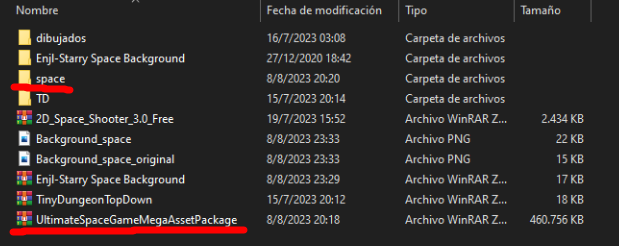 Nombre Fecha de modificación Tipo Tamaño
dibujados 16/7/2023 03:08 Carpeta de archivos
Enjl-Starry Space Background 27/12/2020 18:42 Carpeta de archivos
space 8/8/2023 20:20 Carpeta de archivos
TD 15/7/2023 20:14 Carpeta de archivos
2D_Space_Shooter_3.0_Free 19/7/2023 15:52 Archivo WinRAR Z... 2.434 KB
Background_space 8/8/2023 23:33 Archivo PNG 22 KB
Background_space_original 8/8/2023 23:33 Archivo PNG 15 KB
Enjl-Starry Space Background 8/8/2023 23:29 Archivo WinRAR Z... 17 KB
TinyDungeonTopDown 15/7/2023 20:12 Archivo WinRAR Z... 18 KB
UltimateSpaceGameMegaAssetPackage 8/8/2023 20:18 Archivo WinRAR Z... 460.756 KB